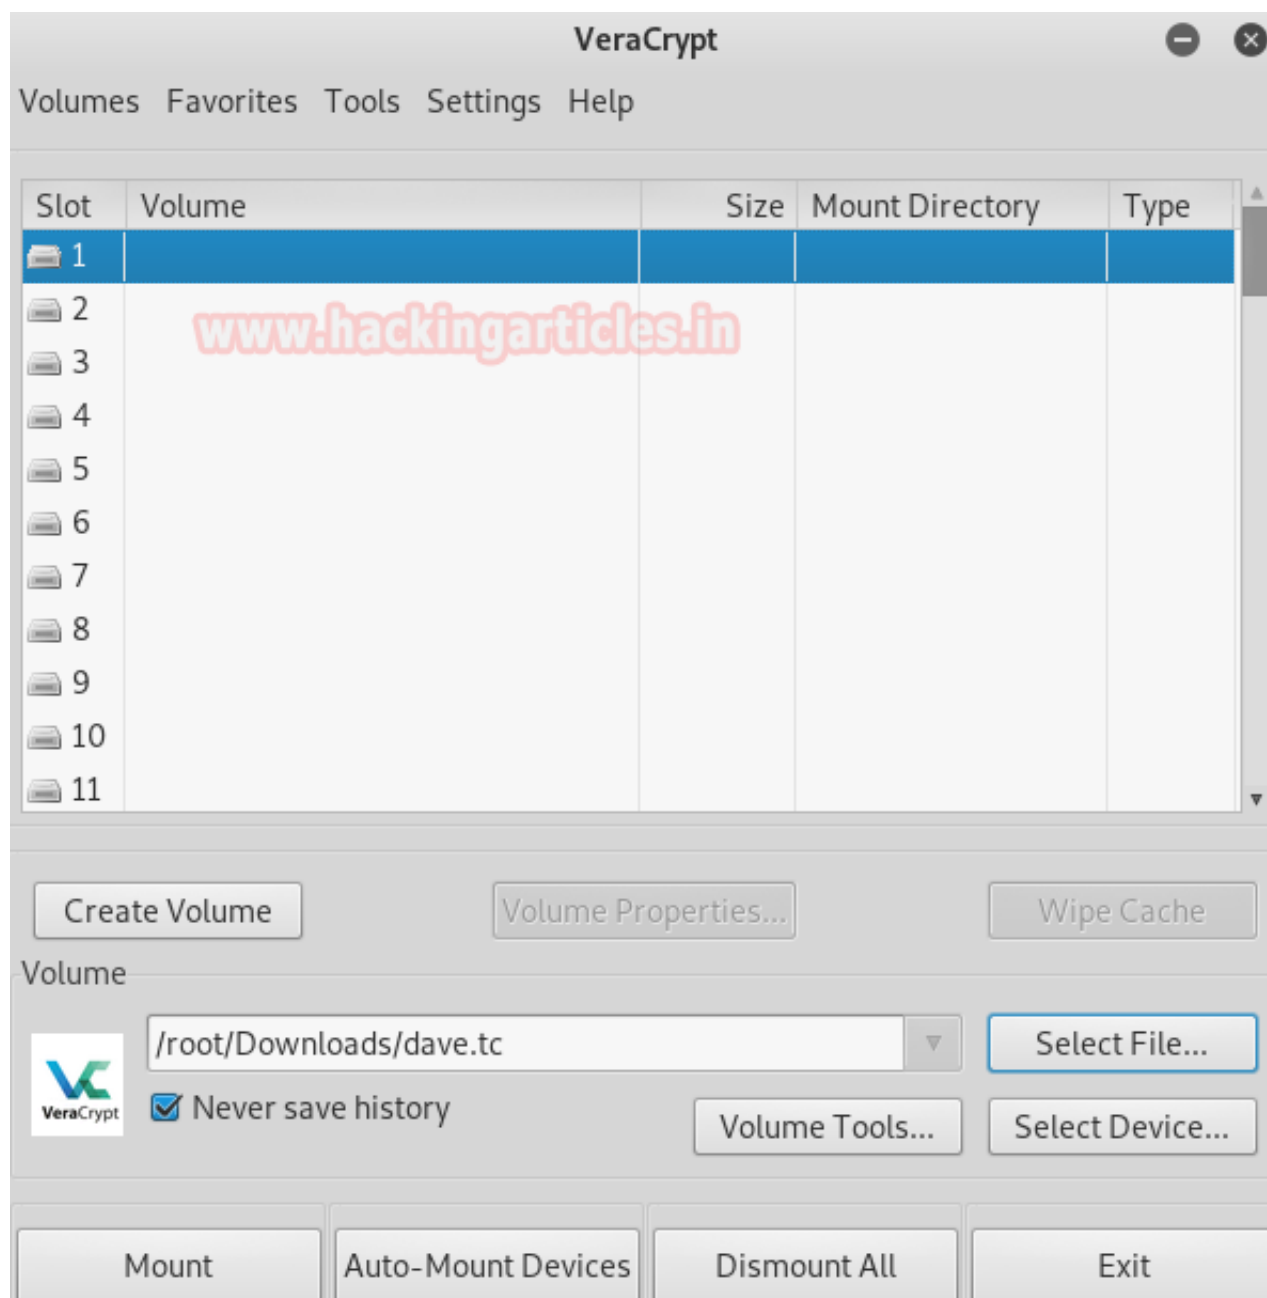 VeraCrypt
Volumes Favorites Tools Settings Help
Slot Volume Size Mount Directory Type
1
2
www.hackingarticles.in
3
4
5
6
7
8
9
10
11
Create Volume Volume Properties... Wipe Cache
Volume
/root/Downloads/dave.tc Select File...
VeraCrypt Never save history
Volume Tools... Select Device...
Mount Auto-Mount Devices Dismount All Exit